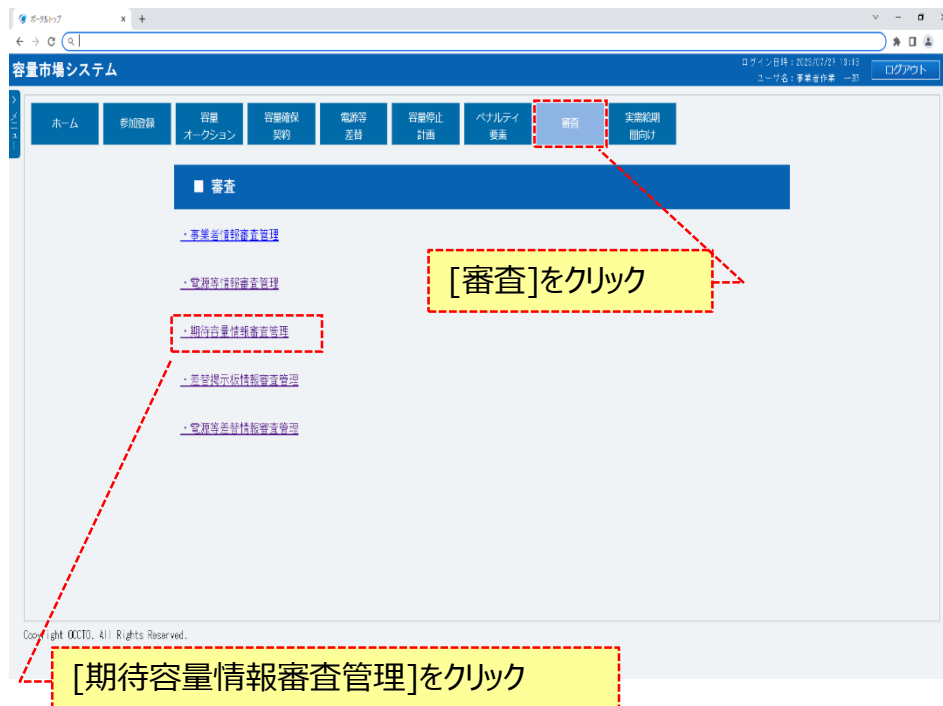 ポータルトップ
容量市場システム
ログイン日時：2023/07/27 13:13
ユーザ名：事業者作業 一郎
ログアウト
メニュー
ホーム
参加登録
容量
オークション
容量確保
契約
電源等
差替
容量停止
計画
ペナルティ
要素
審査
実需給期
間向け
■ 審査
・事業者情報審査管理
・電源等情報審査管理
・期待容量情報審査管理
・差替掲示板情報審査管理
・電源等差替情報審査管理
[審査]をクリック
Copyright OCCTO. All Rights Reserved.
[期待容量情報審査管理]をクリック